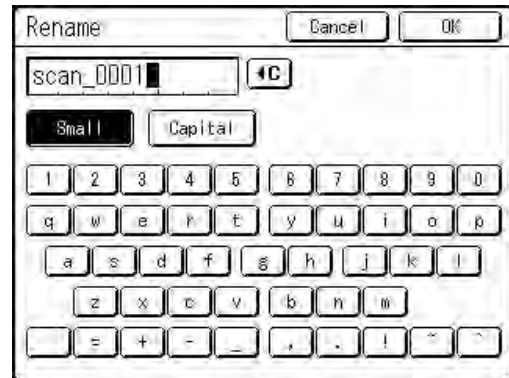 Rename Cancel OK
scan_0001 C
Small Capital
1 2 3 4 5 6 7 8 9 0
q w e r t y u i o p
a s d f g h j k l
z x c v b n m
= + - _ , . ! ~ ^